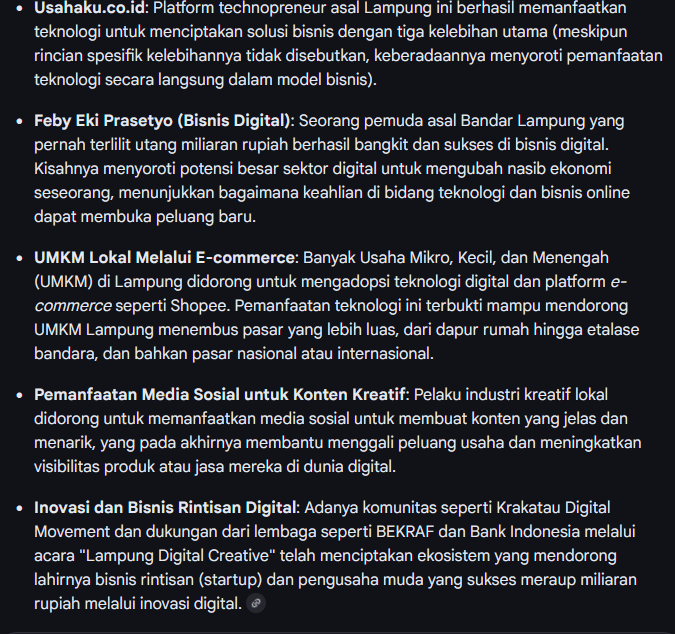 • Usahaku.co.id: Platform technopreneur asal Lampung ini berhasil memanfaatkan
teknologi untuk menciptakan solusi bisnis dengan tiga kelebihan utama (meskipun
rincian spesifik kelebihannya tidak disebutkan, keberadaannya menyoroti pemanfaatan
teknologi secara langsung dalam model bisnis).
• Feby Eki Prasetyo (Bisnis Digital): Seorang pemuda asal Bandar Lampung yang
pernah terlilit utang miliaran rupiah berhasil bangkit dan sukses di bisnis digital.
Kisahnya menyoroti potensi besar sektor digital untuk mengubah nasib ekonomi
seseorang, menunjukkan bagaimana keahlian di bidang teknologi dan bisnis online
dapat membuka peluang baru.
• UMKM Lokal Melalui E-commerce: Banyak Usaha Mikro, Kecil, dan Menengah
(UMKM) di Lampung didorong untuk mengadopsi teknologi digital dan platform e-
commerce seperti Shopee. Pemanfaatan teknologi ini terbukti mampu mendorong
UMKM Lampung menembus pasar yang lebih luas, dari dapur rumah hingga etalase
bandara, dan bahkan pasar nasional atau internasional.
• Pemanfaatan Media Sosial untuk Konten Kreatif: Pelaku industri kreatif lokal
didorong untuk memanfaatkan media sosial untuk membuat konten yang jelas dan
menarik, yang pada akhirnya membantu menggali peluang usaha dan meningkatkan
visibilitas produk atau jasa mereka di dunia digital.
• Inovasi dan Bisnis Rintisan Digital: Adanya komunitas seperti Krakatau Digital
Movement dan dukungan dari lembaga seperti BEKRAF dan Bank Indonesia melalui
acara "Lampung Digital Creative" telah menciptakan ekosistem yang mendorong
lahirnya bisnis rintisan (startup) dan pengusaha muda yang sukses meraup miliaran
rupiah melalui inovasi digital.